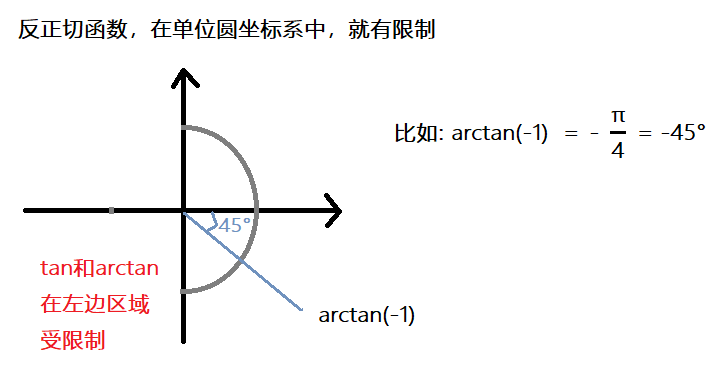 反正切函数，在单位圆坐标系中，就有限制
比如: arctan(-1) = - π/4 = -45°
45°
tan和arctan
在左边区域
受限制
arctan(-1)